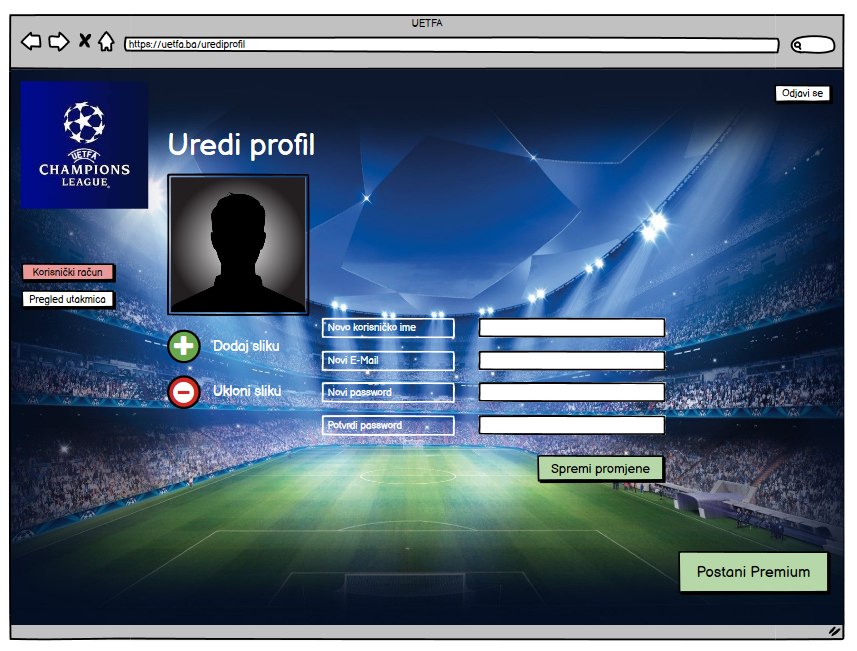 UETFA
https://uetfa.ba/urediprofil
Odjavi se
UETFA
CHAMPIONS
LEAGUE
Uredi profil
Korisnički račun
Pregled utakmica
Dodaj sliku
Ukloni sliku
Novo korisničko ime
Novi E-Mail
Novi password
Potvrdi password
Spremi promjene
Postani Premium